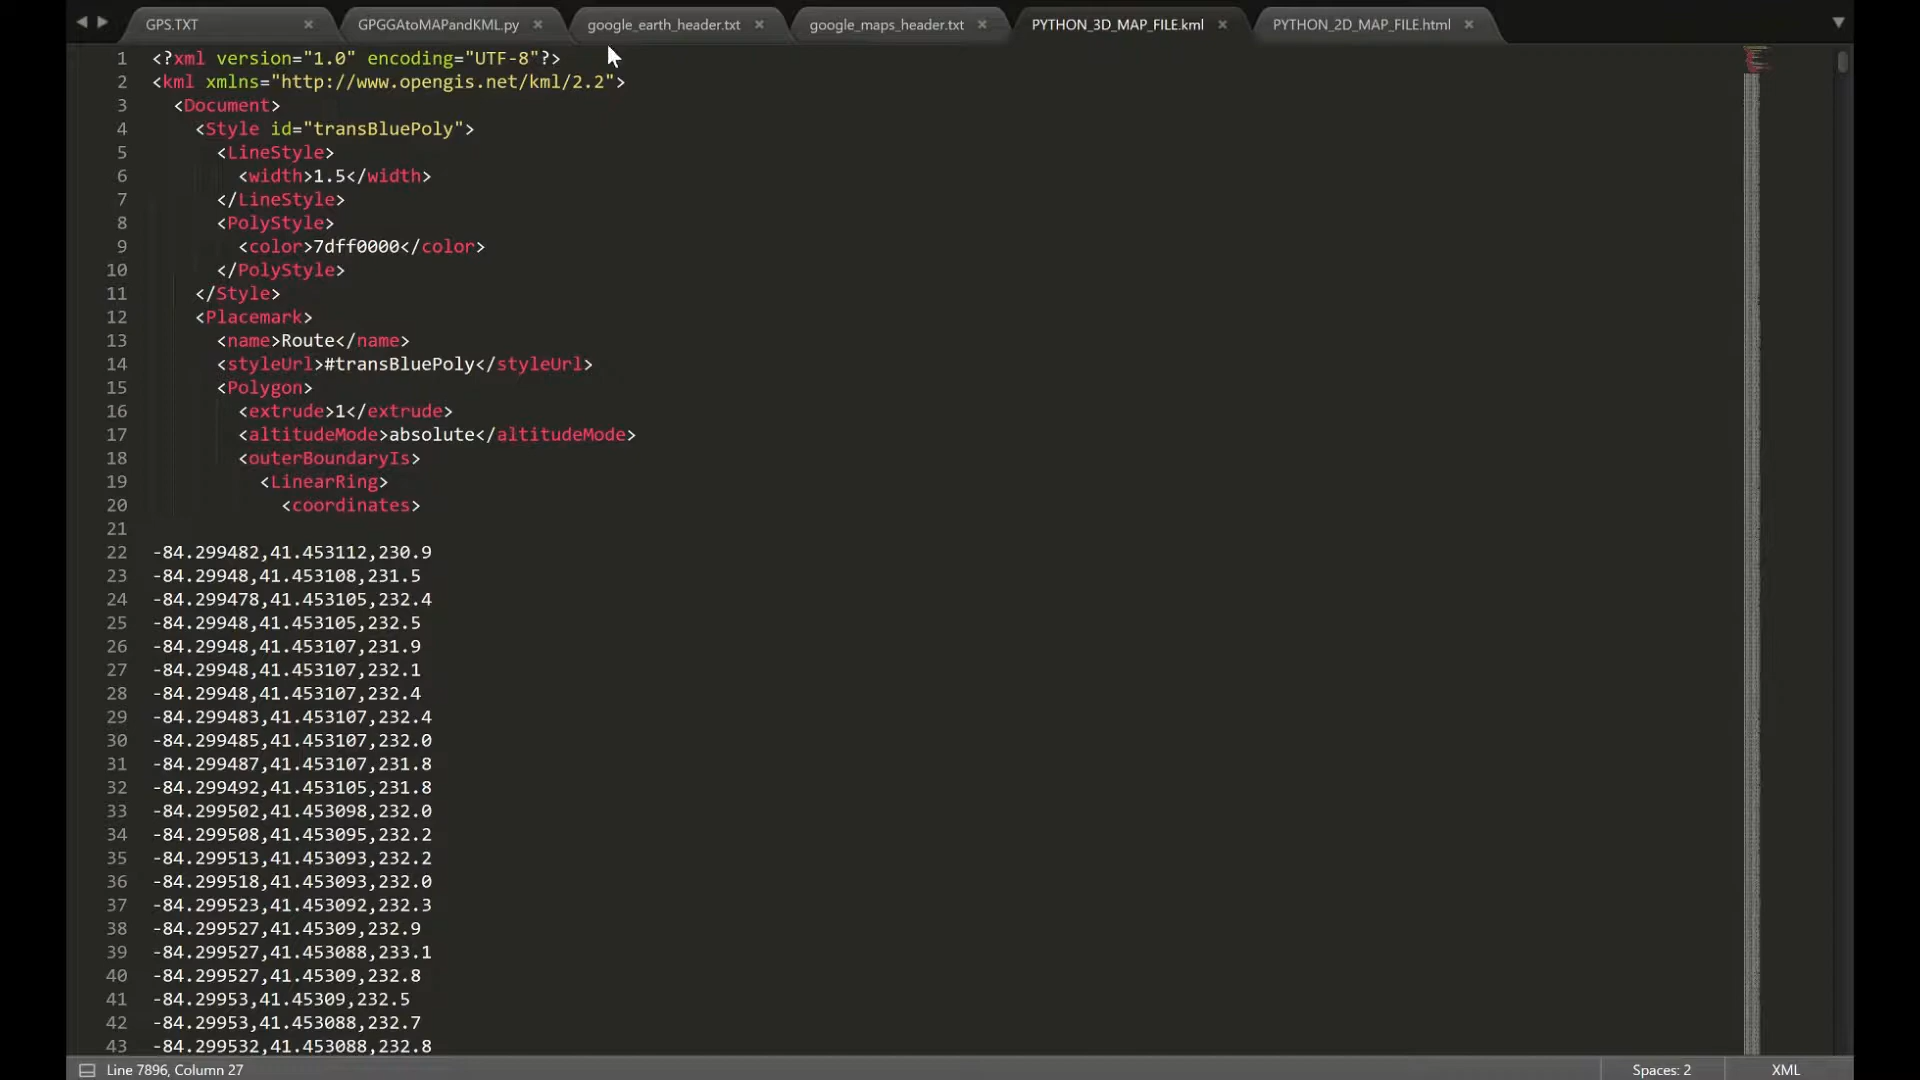 GPS.TXT × GPGGAtoMAPandKML.py × google_earth_header.txt × google_maps_header.txt × PYTHON_3D_MAP_FILE.kml × PYTHON_2D_MAP_FILE.html ×
1 <?xml version="1.0" encoding="UTF-8"?>
2 <kml xmlns="http://www.opengis.net/kml/2.2">
3 <Document>
4 <Style id="transBluePoly">
5 <LineStyle>
6 <width>1.5</width>
7 </LineStyle>
8 <PolyStyle>
9 <color>7dff0000</color>
10 </PolyStyle>
11 </Style>
12 <Placemark>
13 <name>Route</name>
14 <styleUrl>#transBluePoly</styleUrl>
15 <Polygon>
16 <extrude>1</extrude>
17 <altitudeMode>absolute</altitudeMode>
18 <outerBoundaryIs>
19 <LinearRing>
20 <coordinates>
21
22 -84.299482,41.453112,230.9
23 -84.29948,41.453108,231.5
24 -84.299478,41.453105,232.4
25 -84.29948,41.453105,232.5
26 -84.29948,41.453107,231.9
27 -84.29948,41.453107,232.1
28 -84.29948,41.453107,232.4
29 -84.299483,41.453107,232.4
30 -84.299485,41.453107,232.0
31 -84.299487,41.453107,231.8
32 -84.299492,41.453105,231.8
33 -84.299502,41.453098,232.0
34 -84.299508,41.453095,232.2
35 -84.299513,41.453093,232.2
36 -84.299518,41.453093,232.0
37 -84.299523,41.453092,232.3
38 -84.299527,41.45309,232.9
39 -84.299527,41.453088,233.1
40 -84.299527,41.45309,232.8
41 -84.29953,41.45309,232.5
42 -84.29953,41.453088,232.7
43 -84.299532,41.453088,232.8
Line 7896, Column 27 Spaces: 2 XML